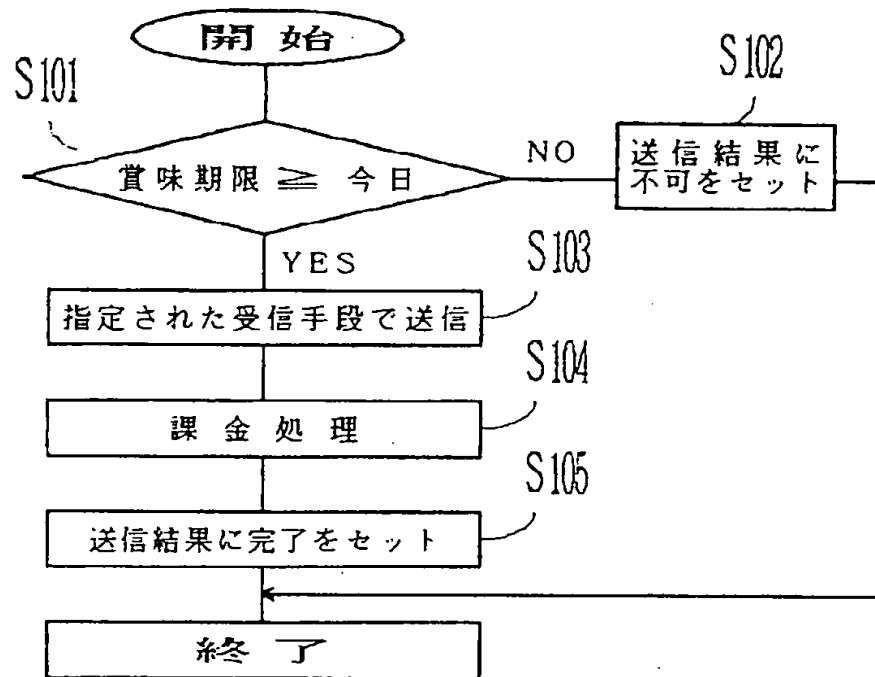 開始
S101
S102
賞味期限 ≧ 今日
NO
送信結果に
不可をセット
YES
S103
指定された受信手段で送信
S104
課金処理
S105
送信結果に完了をセット
終了